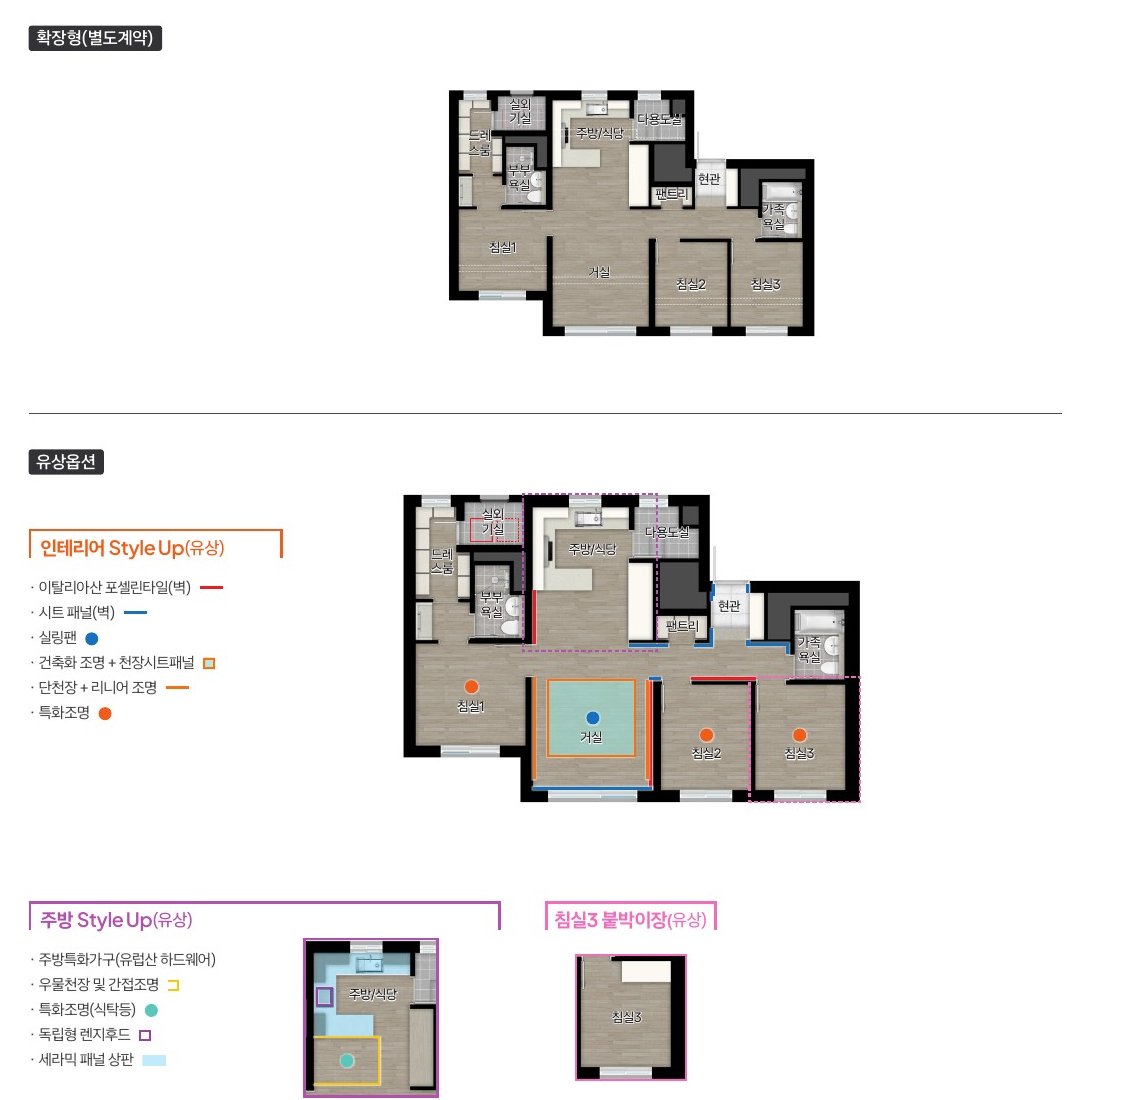 확장형(별도계약)
실외
기실
드레
스룸
부부
욕실
주방/식당
다용도실
팬트리
현관
가족
욕실
침실1
거실
침실2
침실3
유상옵션
인테리어 Style Up(유상)
· 이탈리아산 포셀린타일(벽)
· 시트 패널(벽)
· 실링팬
· 건축화 조명 + 천장시트패널
· 단천장 + 리니어 조명
· 특화조명
실외
기실
드레
스룸
부부
욕실
주방/식당
다용도실
팬트리
현관
가족
욕실
침실1
거실
침실2
침실3
주방 Style Up(유상)
· 주방특화가구(유럽산 하드웨어)
· 우물천장 및 간접조명
· 특화조명(식탁등)
· 독립형 렌지후드
· 세라믹 패널 상판
주방/식당
침실3 붙박이장(유상)
침실3